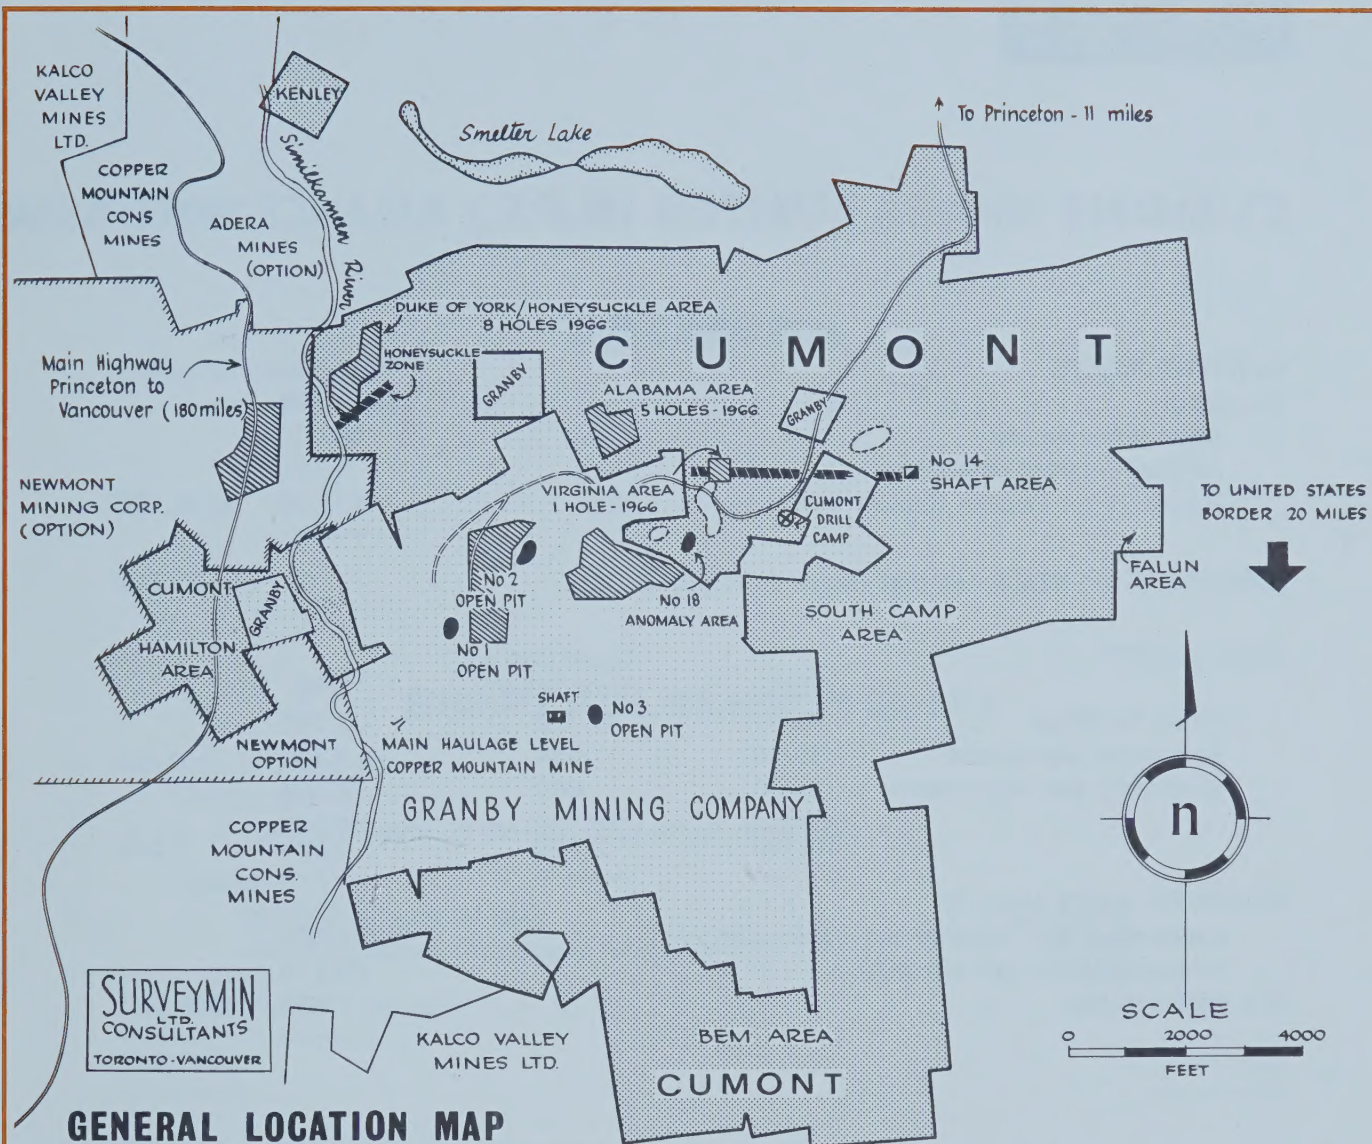 KALCO
VALLEY
MINES
LTD.
KENLEY
Smelter Lake
To Princeton - 11 miles
COPPER
MOUNTAIN
CONS
MINES
ADERA
MINES
(OPTION)
Similkameen River
DUKE OF YORK/HONEYSUCKLE AREA
8 HOLES 1966
CUMONT
Main Highway
Princeton to
Vancouver (180 miles)
HONEYSUCKLE
ZONE
GRANBY
ALABAMA AREA
5 HOLES - 1966
GRANBY
No 14
SHAFT AREA
NEWMONT
MINING CORP.
(OPTION)
VIRGINIA AREA
1 HOLE - 1966
CUMONT
DRILL
CAMP
TO UNITED STATES
BORDER 20 MILES
FALUN
AREA
CUMONT
GRANBY
HAMILTON
AREA
No 2
OPEN PIT
No 18
ANOMALY AREA
SOUTH CAMP
AREA
No 1
OPEN PIT
SHAFT
No 3
OPEN PIT
NEWMONT
OPTION
MAIN HAULAGE LEVEL
COPPER MOUNTAIN MINE
GRANBY MINING COMPANY
n
COPPER
MOUNTAIN
CONS.
MINES
SURVEYMIN
LTD.
CONSULTANTS
TORONTO - VANCOUVER
KALCO VALLEY
MINES LTD.
BEM AREA
CUMONT
SCALE
0 2000 4000
FEET
GENERAL LOCATION MAP